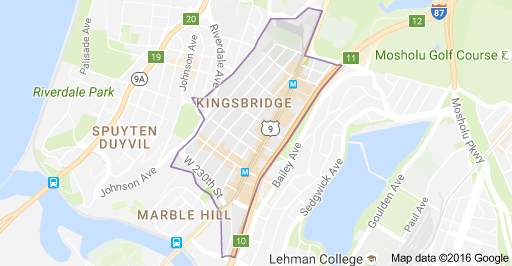 87
20
19
11
Mosholu Golf Course
Palisade Ave
Johnson Ave
Riverdale Ave
9A
M
Riverdale Park
KINGSBRIDGE
Mosholu Pkwy
SPUYTEN
DUYVIL
9
Johnson Ave
W 230th St
M
Bailey Ave
Sedgwick Ave
Goulden Ave
Paul Ave
MARBLE HILL
10
Lehman College
Map data ©2016 Google